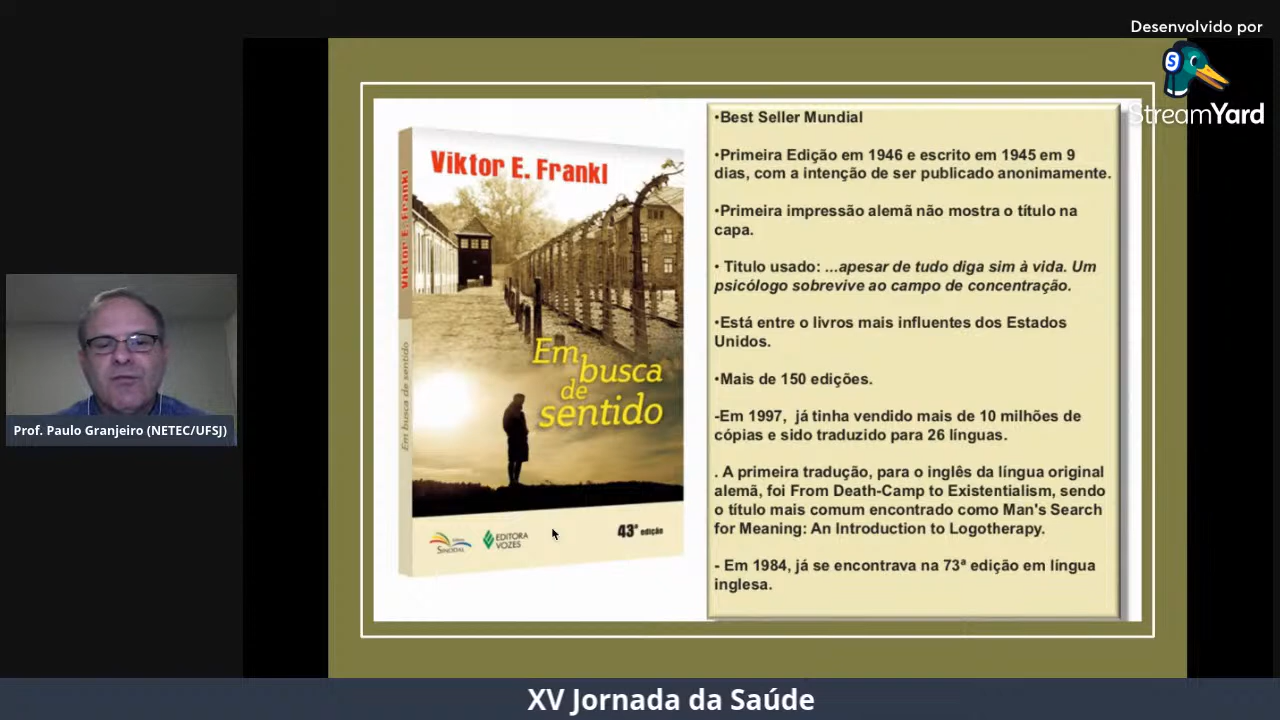 Desenvolvido por
StreamYard
Viktor E. Frankl
Viktor E. Frankl
Em busca de sentido
Em
busca
de
sentido
SINODAL
EDITORA
VOZES
43ª edição
•Best Seller Mundial
•Primeira Edição em 1946 e escrito em 1945 em 9
dias, com a intenção de ser publicado anonimamente.
•Primeira impressão alemã não mostra o título na
capa.
• Titulo usado: ...apesar de tudo diga sim à vida. Um
psicólogo sobrevive ao campo de concentração.
•Está entre o livros mais influentes dos Estados
Unidos.
•Mais de 150 edições.
-Em 1997, já tinha vendido mais de 10 milhões de
cópias e sido traduzido para 26 línguas.
. A primeira tradução, para o inglês da língua original
alemã, foi From Death-Camp to Existentialism, sendo
o título mais comum encontrado como Man's Search
for Meaning: An Introduction to Logotherapy.
- Em 1984, já se encontrava na 73ª edição em língua
inglesa.
Prof. Paulo Granjeiro (NETEC/UFSJ)
XV Jornada da Saúde